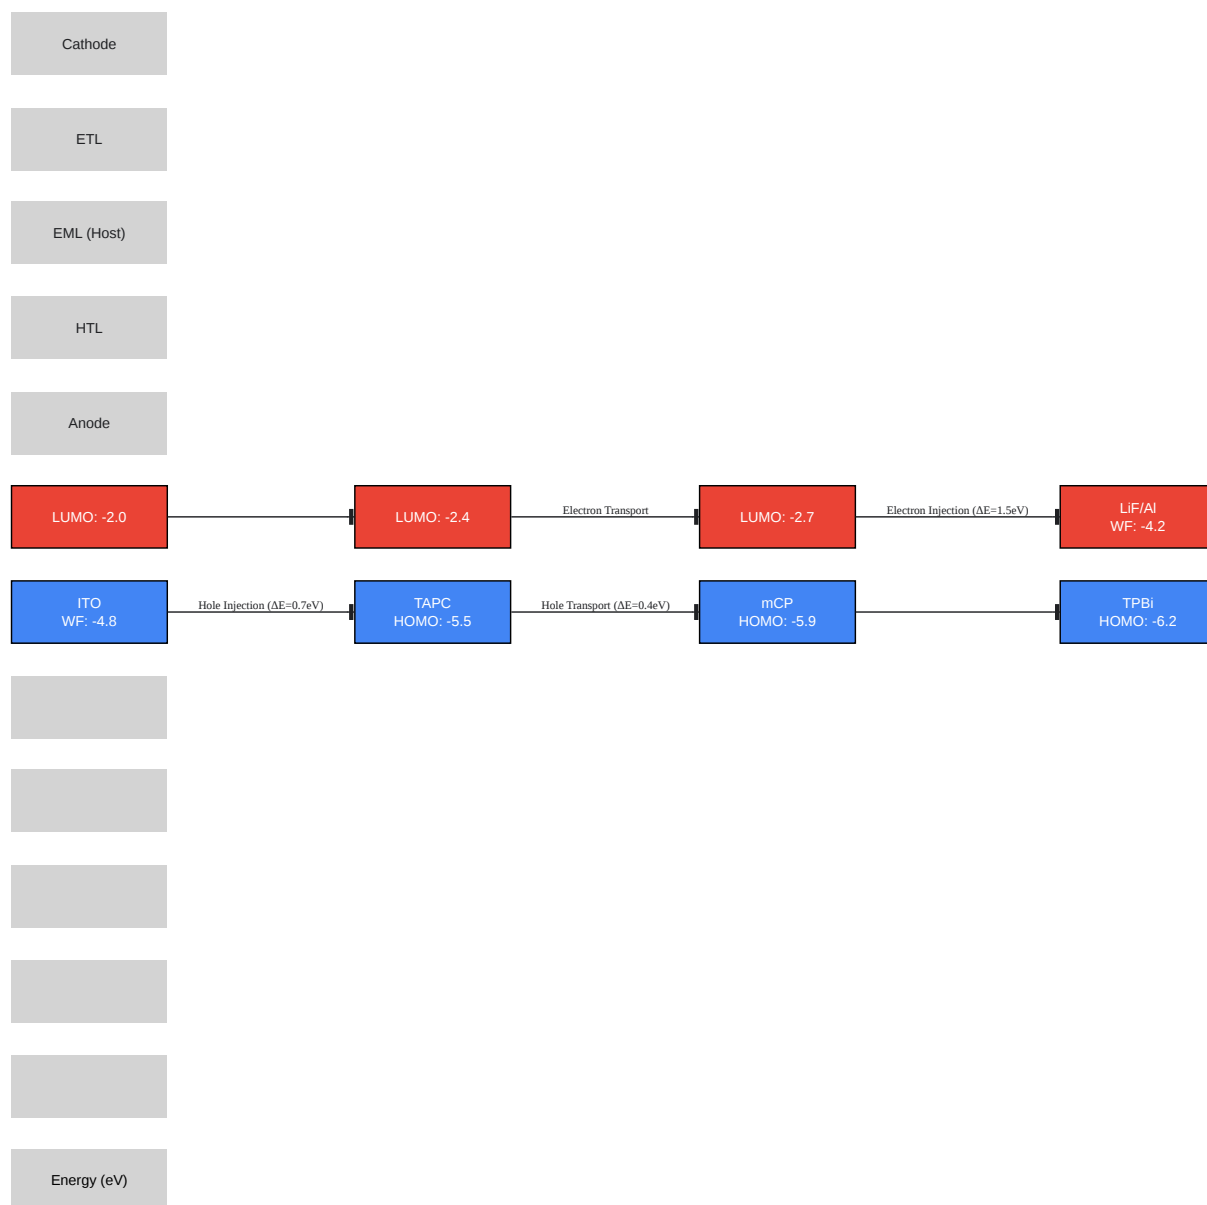 Cathode
ETL
EML (Host)
HTL
Anode
LUMO: -2.0
LUMO: -2.4
Electron Transport
LUMO: -2.7
Electron Injection (ΔE=1.5eV)
LiF/Al
WF: -4.2
ITO
WF: -4.8
Hole Injection (ΔE=0.7eV)
TAPC
HOMO: -5.5
Hole Transport (ΔE=0.4eV)
mCP
HOMO: -5.9
TPBi
HOMO: -6.2
Energy (eV)